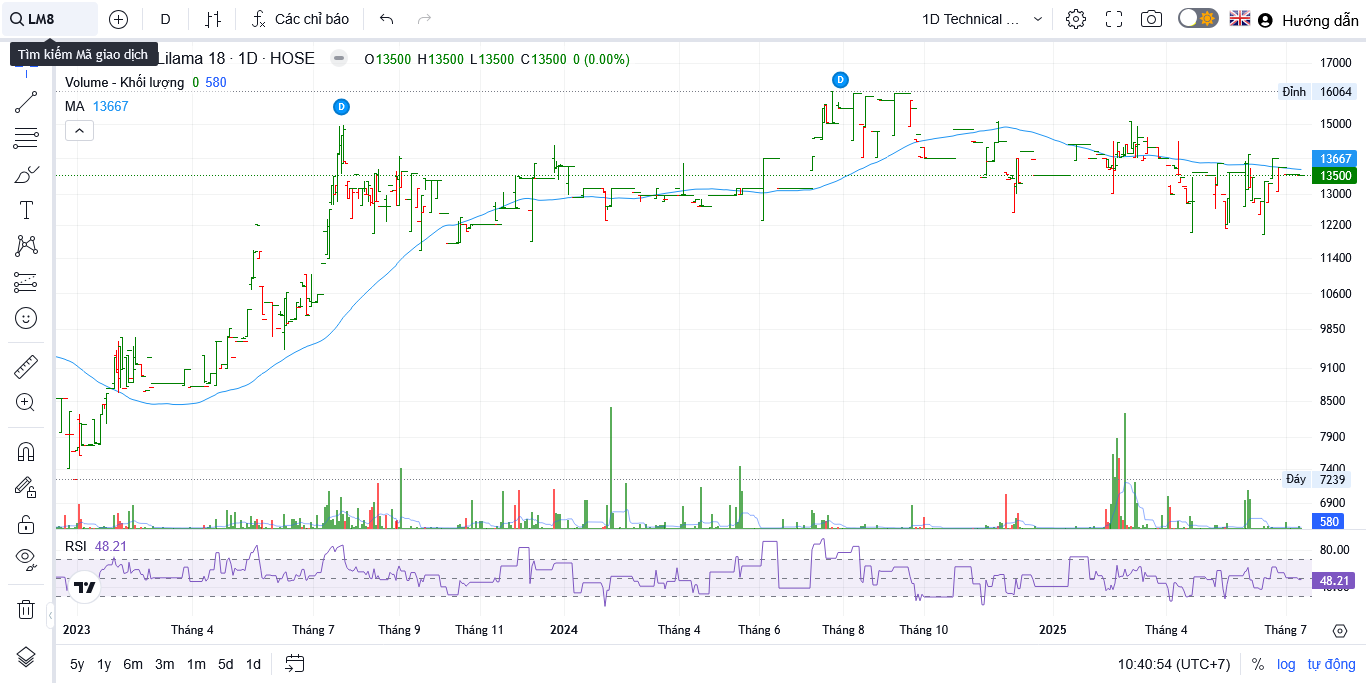 LM8
D
Các chỉ báo
1D Technical ...
Hướng dẫn
Tìm kiếm Mã giao dịch
Lilama 18 · 1D · HOSE
O13500 H13500 L13500 C13500 0 (0.00%)
Volume - Khối lượng 0 580
MA 13667
D
D
17000
Đỉnh 16064
15000
13667
13500
13000
12200
11400
10600
9850
9100
8500
7900
7400
Đáy 7239
6900
580
RSI 48.21
80.00
48.21
2023 Tháng 4 Tháng 7 Tháng 9 Tháng 11 2024 Tháng 4 Tháng 6 Tháng 8 Tháng 10 2025 Tháng 4 Tháng 7
5y 1y 6m 3m 1m 5d 1d
10:40:54 (UTC+7) % log tự động